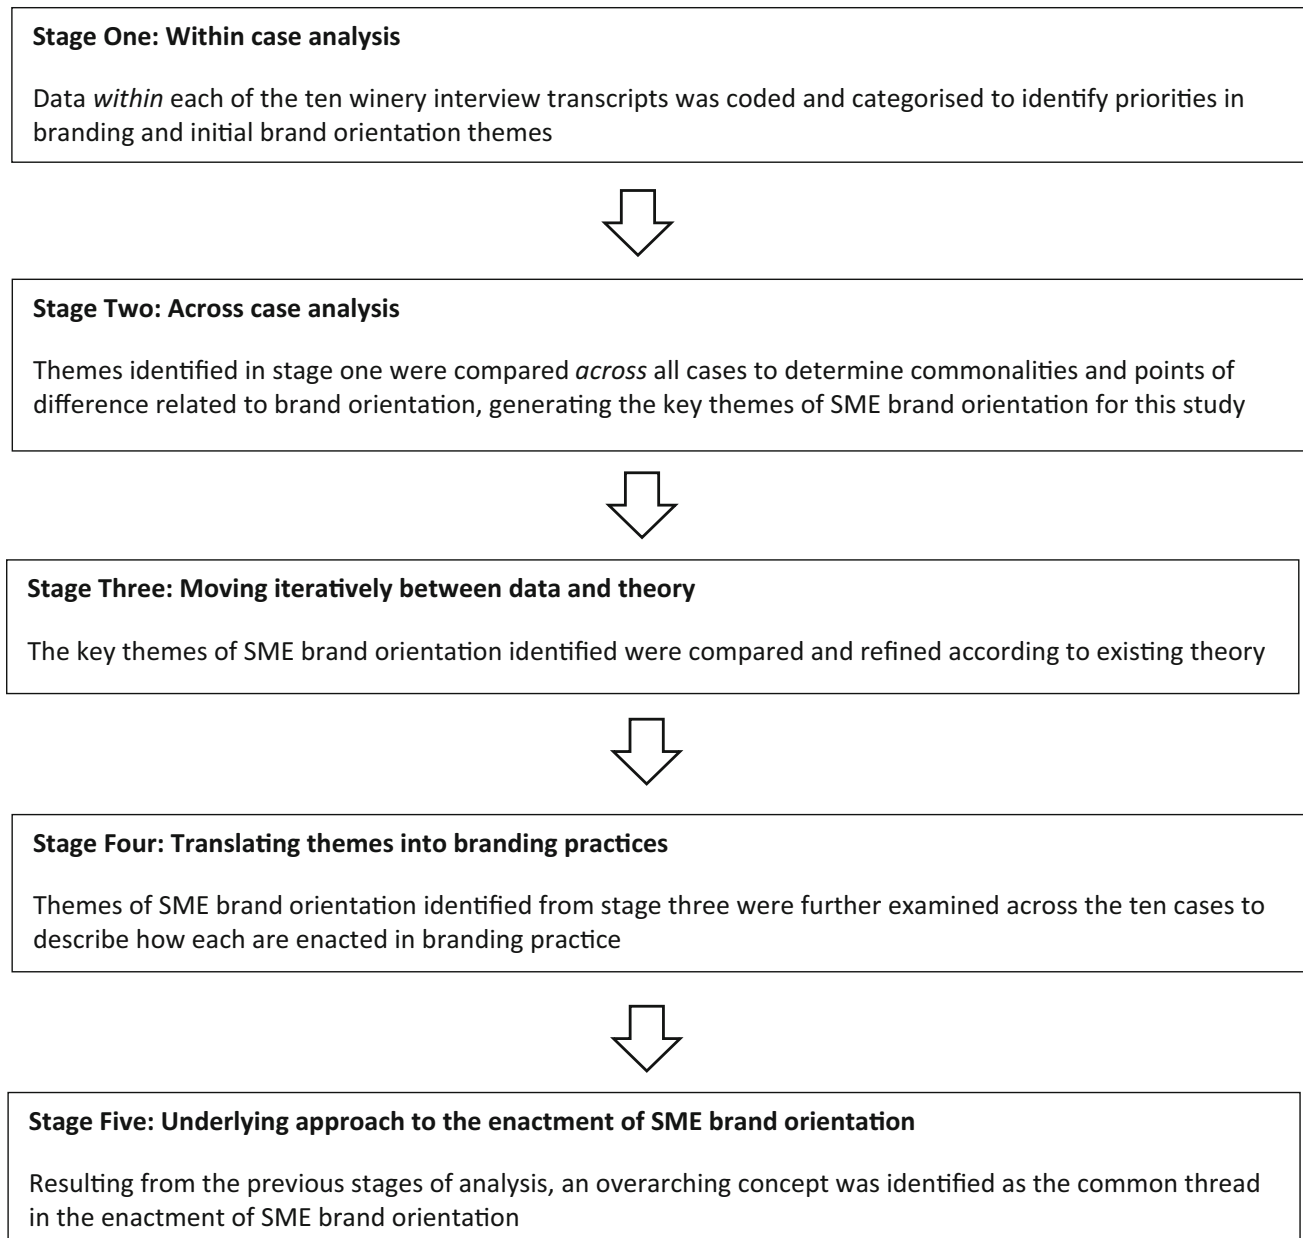 Stage One: Within case analysis
Data within each of the ten winery interview transcripts was coded and categorised to identify priorities in
branding and initial brand orientation themes
Stage Two: Across case analysis
Themes identified in stage one were compared across all cases to determine commonalities and points of
difference related to brand orientation, generating the key themes of SME brand orientation for this study
Stage Three: Moving iteratively between data and theory
The key themes of SME brand orientation identified were compared and refined according to existing theory
Stage Four: Translating themes into branding practices
Themes of SME brand orientation identified from stage three were further examined across the ten cases to
describe how each are enacted in branding practice
Stage Five: Underlying approach to the enactment of SME brand orientation
Resulting from the previous stages of analysis, an overarching concept was identified as the common thread
in the enactment of SME brand orientation